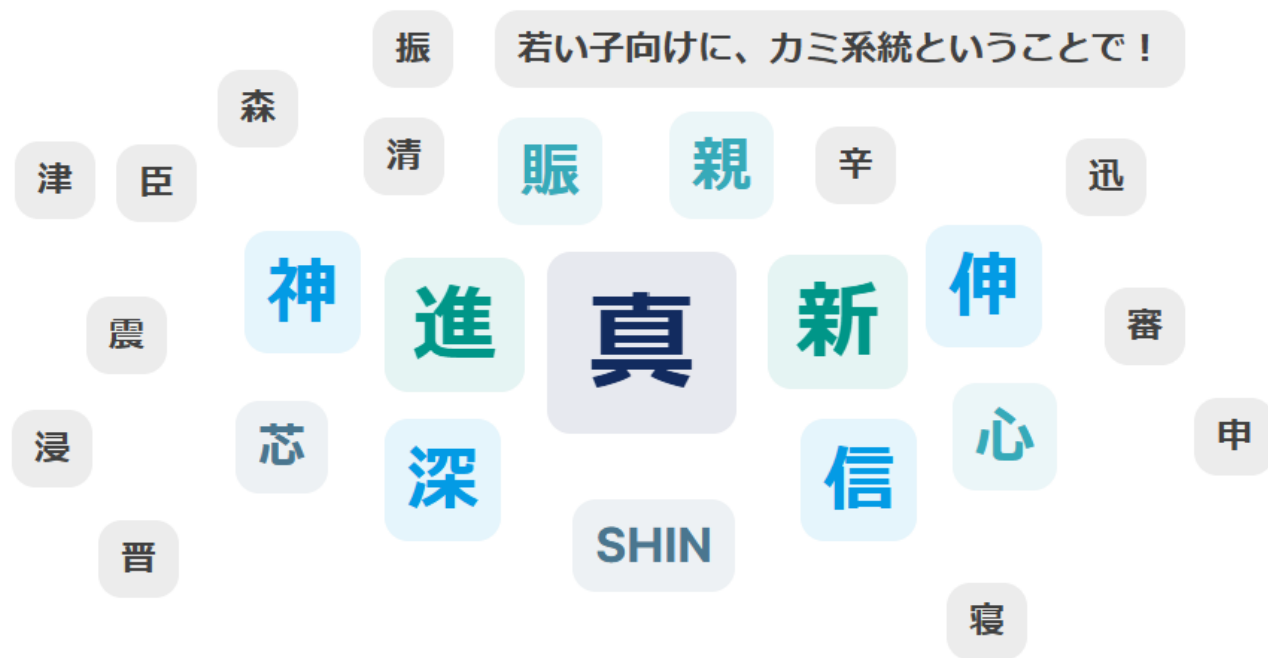 振
若い子向けに、カミ系統ということで！
森
清
賑
親
辛
迅
津
臣
神
進
真
新
伸
震
審
芯
深
信
心
申
浸
SHIN
晋
寝